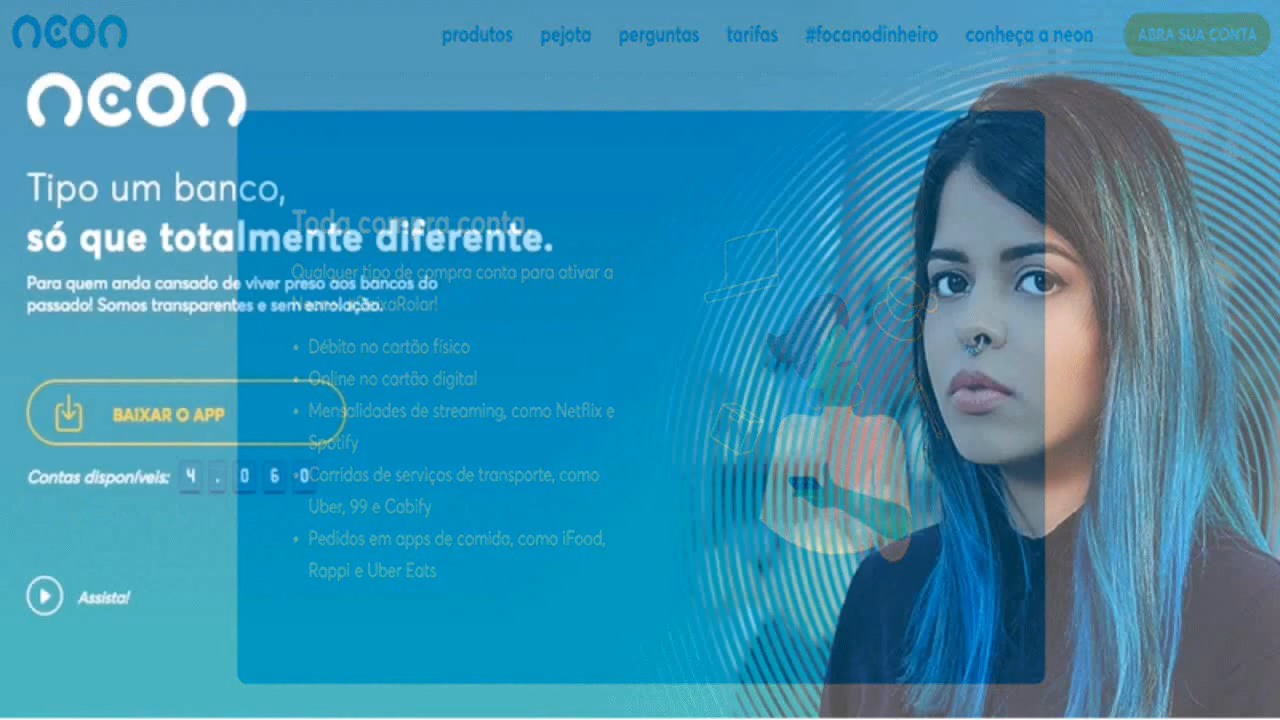 neon
produtos pejota perguntas tarifas #focanodinheiro conheça a neon ABRA SUA CONTA
neon
Tipo um banco,
só que totalmente diferente.
Para quem anda cansado de viver preso aos bancos do
passado! Somos transparentes e sem enrolação.
BAIXAR O APP
Contas disponíveis: 4.060
Assista!
Toda compra conta
Qualquer tipo de compra conta para ativar a
• Débito no cartão físico
• Online no cartão digital
• Mensalidades de streaming, como Netflix e
Spotify
• Corridas de serviços de transporte, como
Uber, 99 e Cabify
• Pedidos em apps de comida, como iFood,
Rappi e Uber Eats